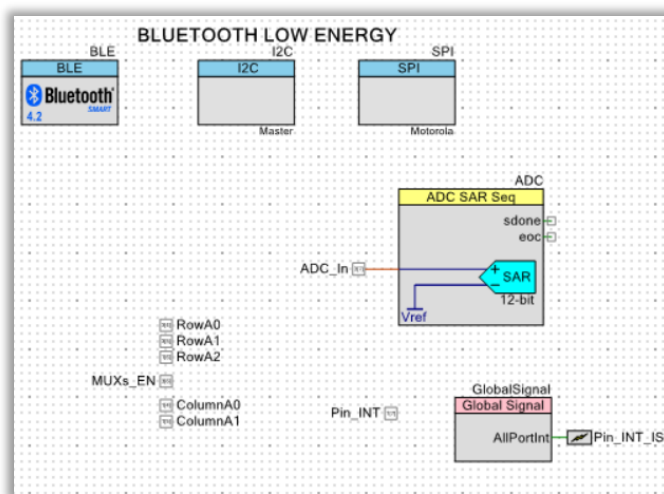 BLUETOOTH LOW ENERGY
BLE
I2C
SPI
BLE
I2C
SPI
Bluetooth
SMART
4.2
Master
Motorola
ADC
ADC SAR Seq
sdone
eoc
ADC_In
SAR
12-bit
Vref
RowA0
RowA1
RowA2
MUXs_EN
ColumnA0
ColumnA1
Pin_INT
GlobalSignal
Global Signal
AllPortInt
Pin_INT_IS